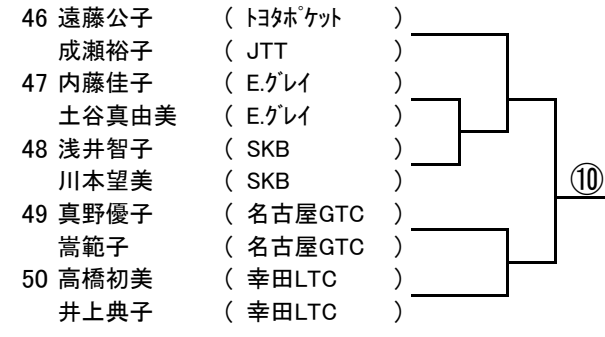 46 遠藤公子 ( ﾄﾖﾀﾎﾟｹｯﾄ )
成瀬裕子 ( JTT )
47 内藤佳子 ( E.ｸﾞﾚｲ )
土谷真由美 ( E.ｸﾞﾚｲ )
48 浅井智子 ( SKB )
川本望美 ( SKB )
⑩
49 真野優子 ( 名古屋GTC )
嵩範子 ( 名古屋GTC )
50 高橋初美 ( 幸田LTC )
井上典子 ( 幸田LTC )